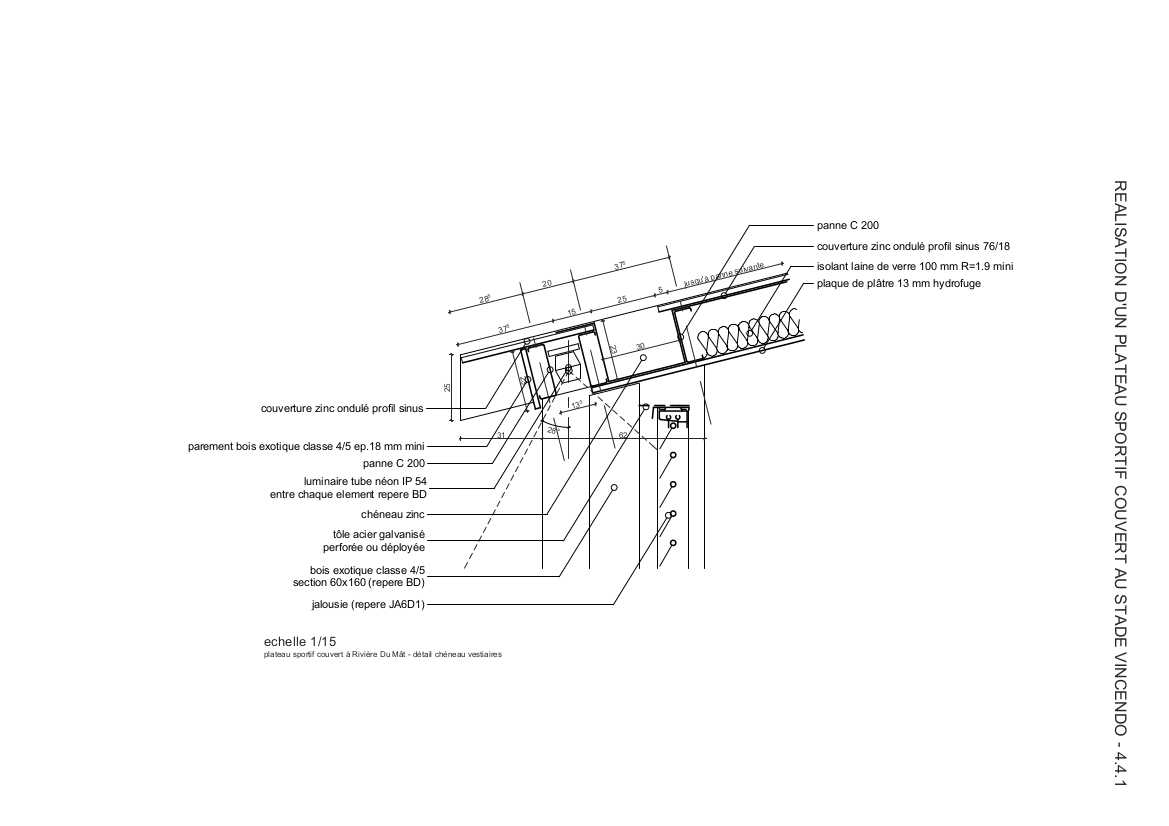 panne C 200
couverture zinc ondulé profil sinus 76/18
isolant laine de verre 100 mm R=1.9 mini
plaque de plâtre 13 mm hydrofuge
jusqu'à panne suivante
37⁵
20
28⁵
5
25
15
37⁵
22
30
25
13⁵
28⁵
31
62
couverture zinc ondulé profil sinus
parement bois exotique classe 4/5 ep.18 mm mini
panne C 200
luminaire tube néon IP 54
entre chaque element repere BD
chéneau zinc
tôle acier galvanisé
perforée ou déployée
bois exotique classe 4/5
section 60x160 (repere BD)
jalousie (repere JA6D1)
echelle 1/15
plateau sportif couvert à Rivière Du Mât - détail chéneau vestiaires
REALISATION D'UN PLATEAU SPORTIF COUVERT AU STADE VINCENDO - 4.4.1